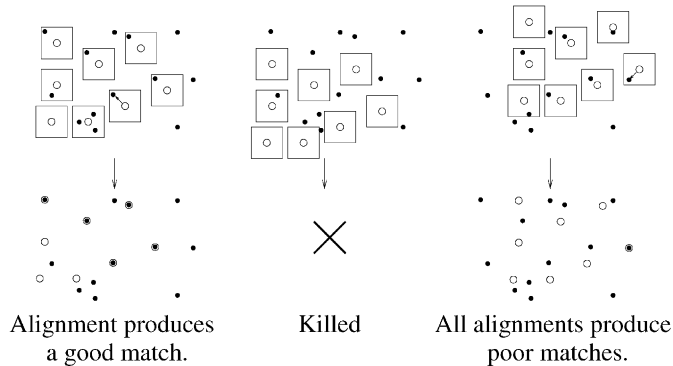 Alignment produces
a good match.
Killed
All alignments produce
poor matches.